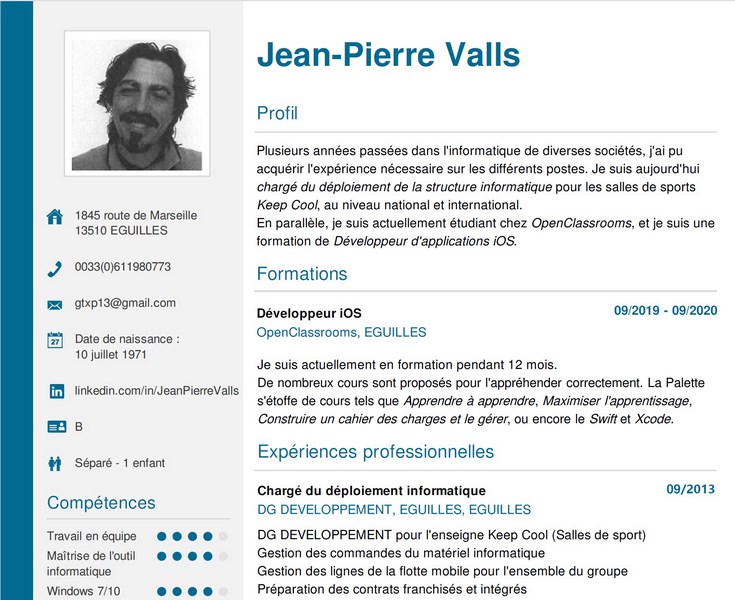 Jean-Pierre Valls
1845 route de Marseille
13510 EGUILLES
0033(0)611980773
gtxp13@gmail.com
27
Date de naissance :
10 juillet 1971
in
linkedin.com/in/JeanPierreValls
B
Séparé - 1 enfant
Compétences
Travail en équipe
Maîtrise de l'outil
informatique
Windows 7/10
Profil
Plusieurs années passées dans l'informatique de diverses sociétés, j'ai pu
acquérir l'expérience nécessaire sur les différents postes. Je suis aujourd'hui
chargé du déploiement de la structure informatique pour les salles de sports
Keep Cool, au niveau national et international.
En parallèle, je suis actuellement étudiant chez OpenClassrooms, et je suis une
formation de Développeur d'applications iOS.
Formations
Développeur iOS
09/2019 - 09/2020
OpenClassrooms, EGUILLES
Je suis actuellement en formation pendant 12 mois.
De nombreux cours sont proposés pour l'appréhender correctement. La Palette
s'étoffe de cours tels que Apprendre à apprendre, Maximiser l'apprentissage,
Construire un cahier des charges et le gérer, ou encore le Swift et Xcode.
Expériences professionnelles
Chargé du déploiement informatique
09/2013
DG DEVELOPPEMENT, EGUILLES, EGUILLES
DG DEVELOPPEMENT pour l'enseigne Keep Cool (Salles de sport)
Gestion des commandes du matériel informatique
Gestion des lignes de la flotte mobile pour l'ensemble du groupe
Préparation des contrats franchisés et intégrés